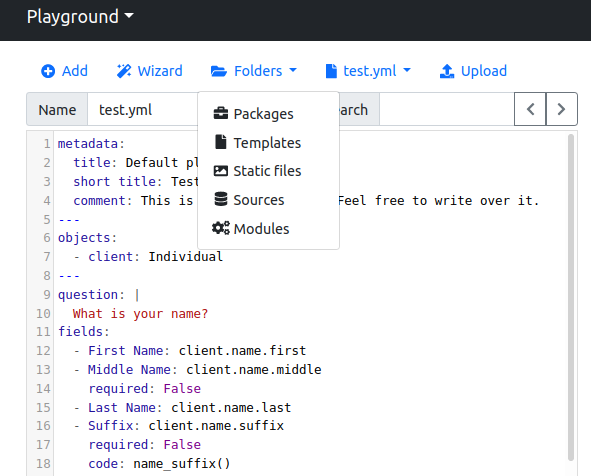 Playground
Add Wizard Folders test.yml Upload
Name test.yml arch
Packages
Templates
Static files
Sources
Modules
1 metadata:
2 title: Default pl
3 short title: Test
4 comment: This is Feel free to write over it.
5 ---
6 objects:
7 - client: Individual
8 ---
9 question: |
10 What is your name?
11 fields:
12 - First Name: client.name.first
13 - Middle Name: client.name.middle
14 required: False
15 - Last Name: client.name.last
16 - Suffix: client.name.suffix
17 required: False
18 code: name_suffix()